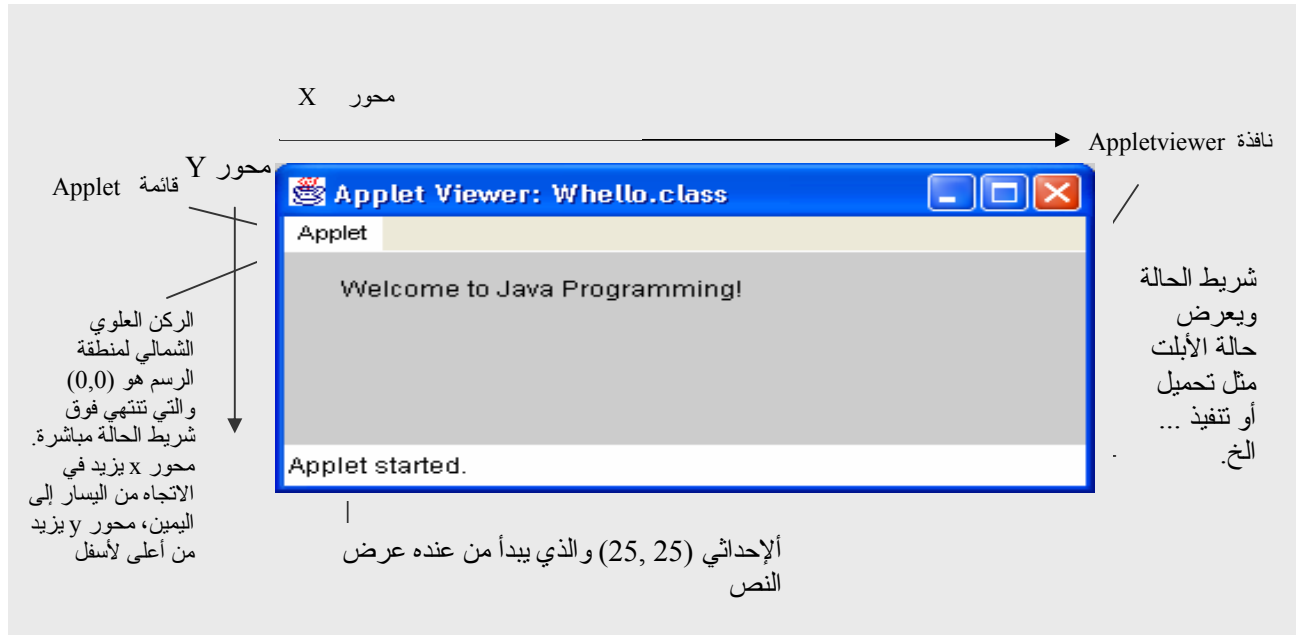 محور X
نافذة Appletviewer
محور Y
قائمة Applet
Applet Viewer: Whello.class
Applet
Welcome to Java Programming!
Applet started.
شريط الحالة
ويعرض
حالة الأبلت
مثل تحميل
أو تنفيذ ...
الخ.
الركن العلوي
الشمالي لمنطقة
الرسم هو (0,0)
والتي تنتهي فوق
شريط الحالة مباشرة.
محور x يزيد في
الاتجاه من اليسار إلى
اليمين، محور y يزيد
من أعلى لأسفل
ألإحداثي (25, 25) والذي يبدأ من عنده عرض
النص